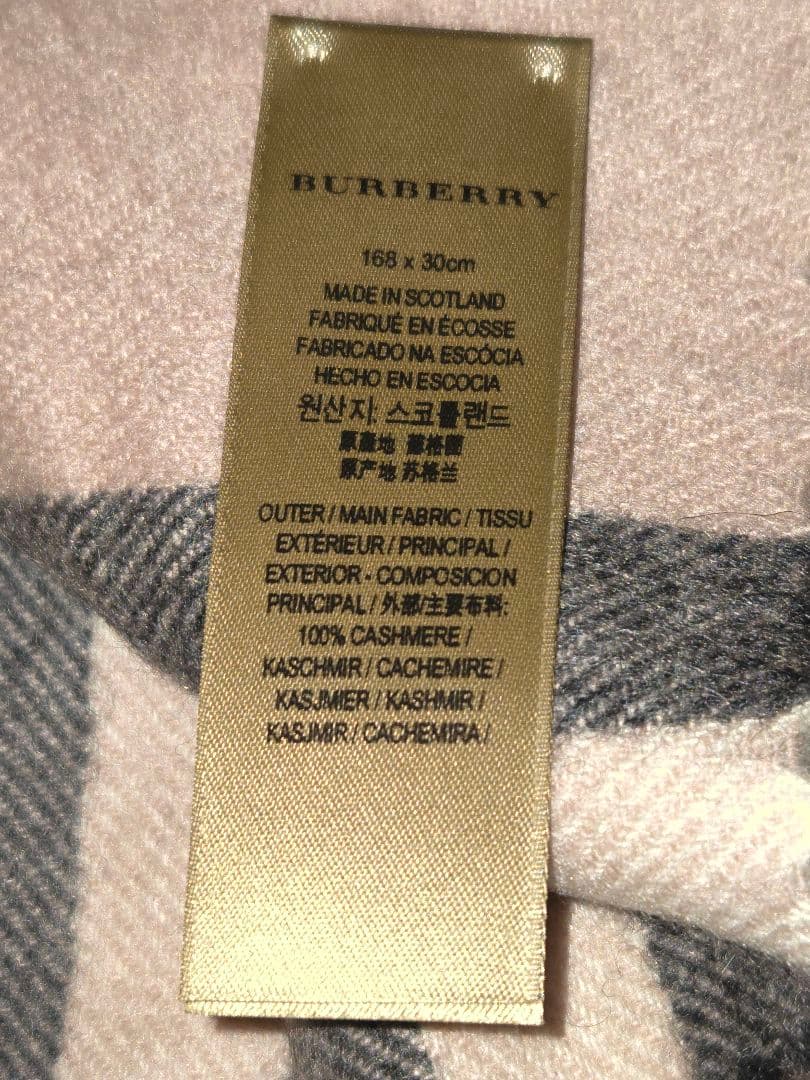 BURBERRY
168 x 30cm
MADE IN SCOTLAND
FABRIQUÉ EN ÉCOSSE
FABRICADO NA ESCÓCIA
HECHO EN ESCOCIA
원산지: 스코틀랜드
原產地 蘇格蘭
原产地 苏格兰
OUTER / MAIN FABRIC / TISSU
EXTÉRIEUR / PRINCIPAL /
EXTERIOR - COMPOSICION
PRINCIPAL / 外部/主要布料:
100% CASHMERE /
KASCHMIR / CACHEMIRE /
KASJMIER / KASHMIR /
KASJMIR / CACHEMIRA /